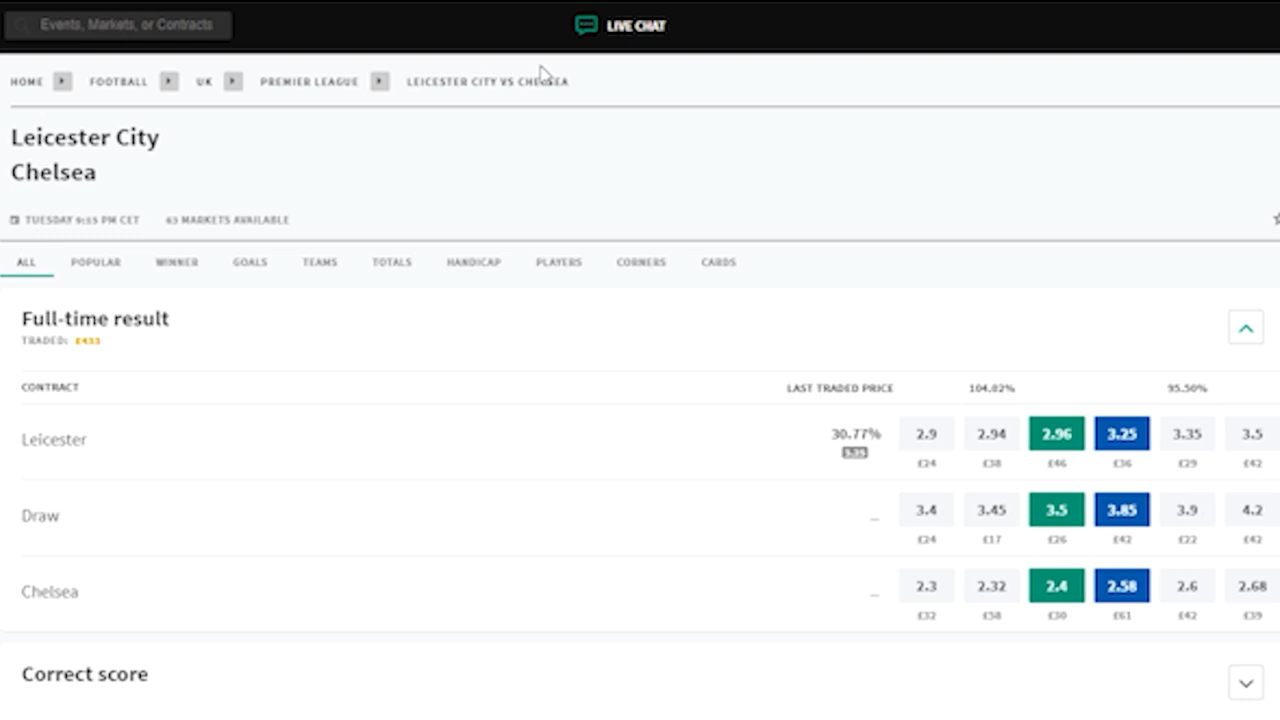 Events, Markets, or Contracts
LIVE CHAT
HOME FOOTBALL UK PREMIER LEAGUE LEICESTER CITY VS CHELSEA
Leicester City
Chelsea
TUESDAY 9:15 PM CET 63 MARKETS AVAILABLE
ALL POPULAR WINNER GOALS TEAMS TOTALS HANDICAP PLAYERS CORNERS CARDS
Full-time result
TRADED: £433
CONTRACT LAST TRADED PRICE 104.02% 95.50%
Leicester 30.77% 2.9 2.94 2.96 3.25 3.35 3.5
3.25 £24 £38 £46 £36 £29 £42
Draw – 3.4 3.45 3.5 3.85 3.9 4.2
£24 £17 £26 £42 £22 £42
Chelsea – 2.3 2.32 2.4 2.58 2.6 2.68
£32 £58 £30 £61 £42 £39
Correct score